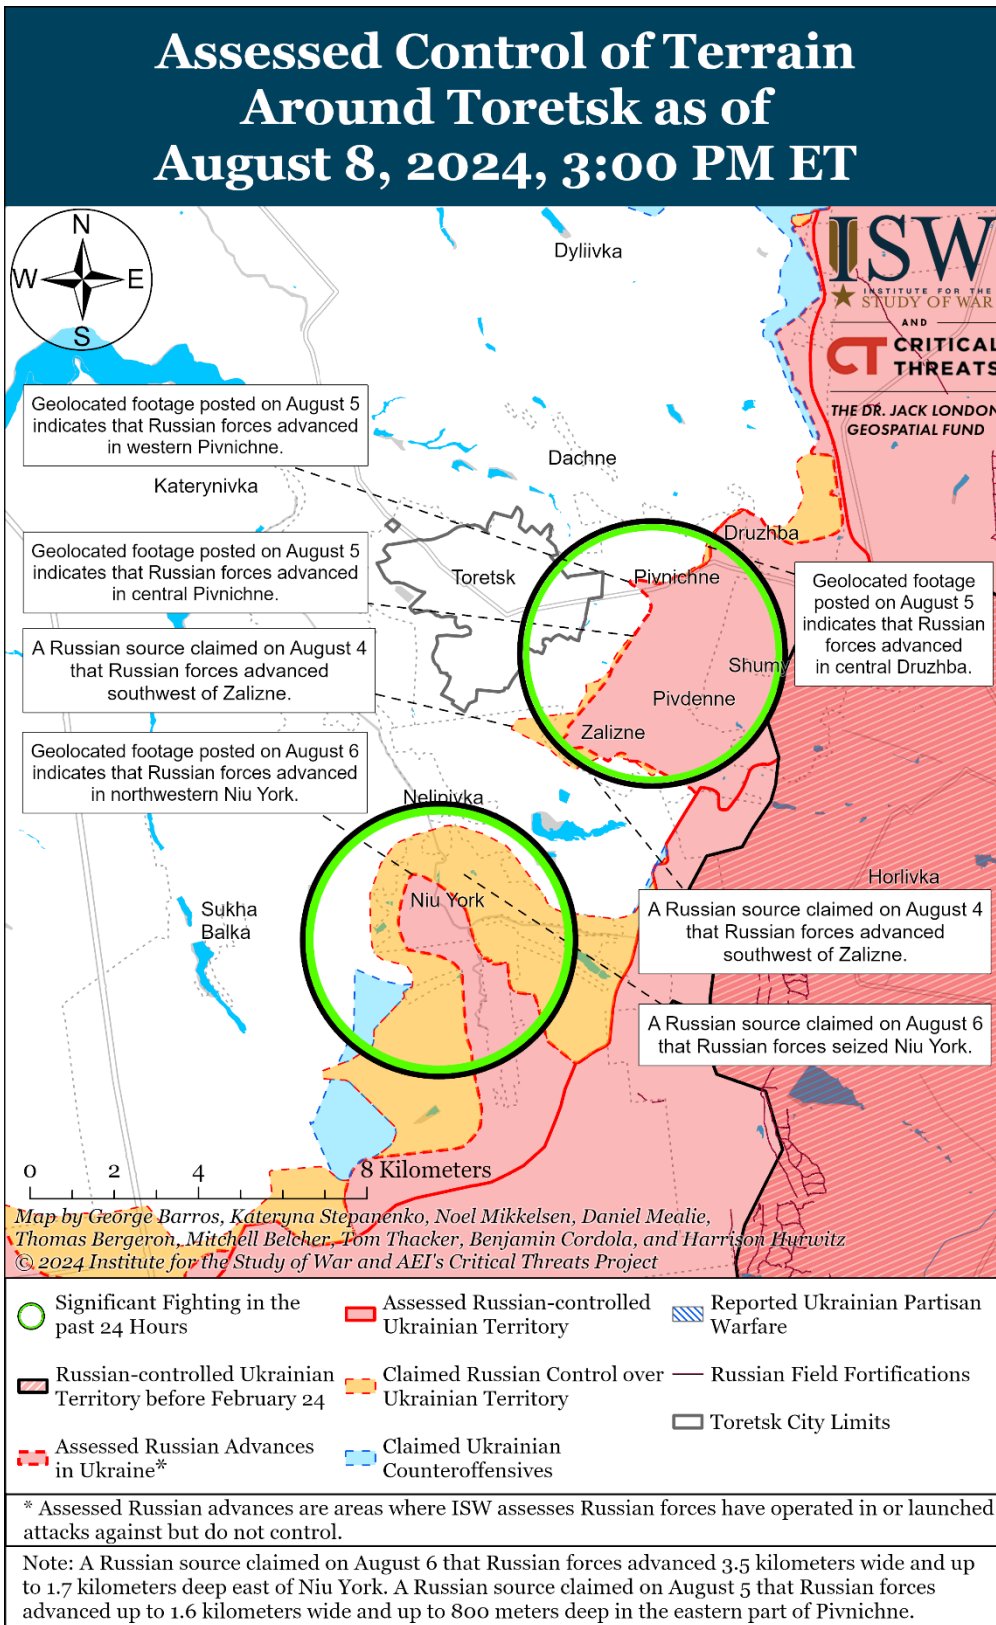 Assessed Control of Terrain
Around Toretsk as of
August 8, 2024, 3:00 PM ET
N
W
E
S
Dyliivka
ISW
INSTITUTE FOR THE
STUDY OF WAR
AND
CT CRITICAL
THREATS
THE DR. JACK LONDON
GEOSPATIAL FUND
Geolocated footage posted on August 5
indicates that Russian forces advanced
in western Pivnichne.
Dachne
Katerynivka
Druzhba
Geolocated footage posted on August 5
indicates that Russian forces advanced
in central Pivnichne.
Toretsk
Pivnichne
Geolocated footage
posted on August 5
indicates that Russian
forces advanced
in central Druzhba.
A Russian source claimed on August 4
that Russian forces advanced
southwest of Zalizne.
Shumy
Pivdenne
Zalizne
Geolocated footage posted on August 6
indicates that Russian forces advanced
in northwestern Niu York.
Nelipivka
Horlivka
Niu York
Sukha
Balka
A Russian source claimed on August 4
that Russian forces advanced
southwest of Zalizne.
A Russian source claimed on August 6
that Russian forces seized Niu York.
0 2 4 8 Kilometers
Map by George Barros, Kateryna Stepanenko, Noel Mikkelsen, Daniel Mealie,
Thomas Bergeron, Mitchell Belcher, Tom Thacker, Benjamin Cordola, and Harrison Hurwitz
© 2024 Institute for the Study of War and AEI's Critical Threats Project
Significant Fighting in the
past 24 Hours
Assessed Russian-controlled
Ukrainian Territory
Reported Ukrainian Partisan
Warfare
Russian-controlled Ukrainian
Territory before February 24
Claimed Russian Control over
Ukrainian Territory
Russian Field Fortifications
Toretsk City Limits
Assessed Russian Advances
in Ukraine*
Claimed Ukrainian
Counteroffensives
* Assessed Russian advances are areas where ISW assesses Russian forces have operated in or launched
attacks against but do not control.
Note: A Russian source claimed on August 6 that Russian forces advanced 3.5 kilometers wide and up
to 1.7 kilometers deep east of Niu York. A Russian source claimed on August 5 that Russian forces
advanced up to 1.6 kilometers wide and up to 800 meters deep in the eastern part of Pivnichne.